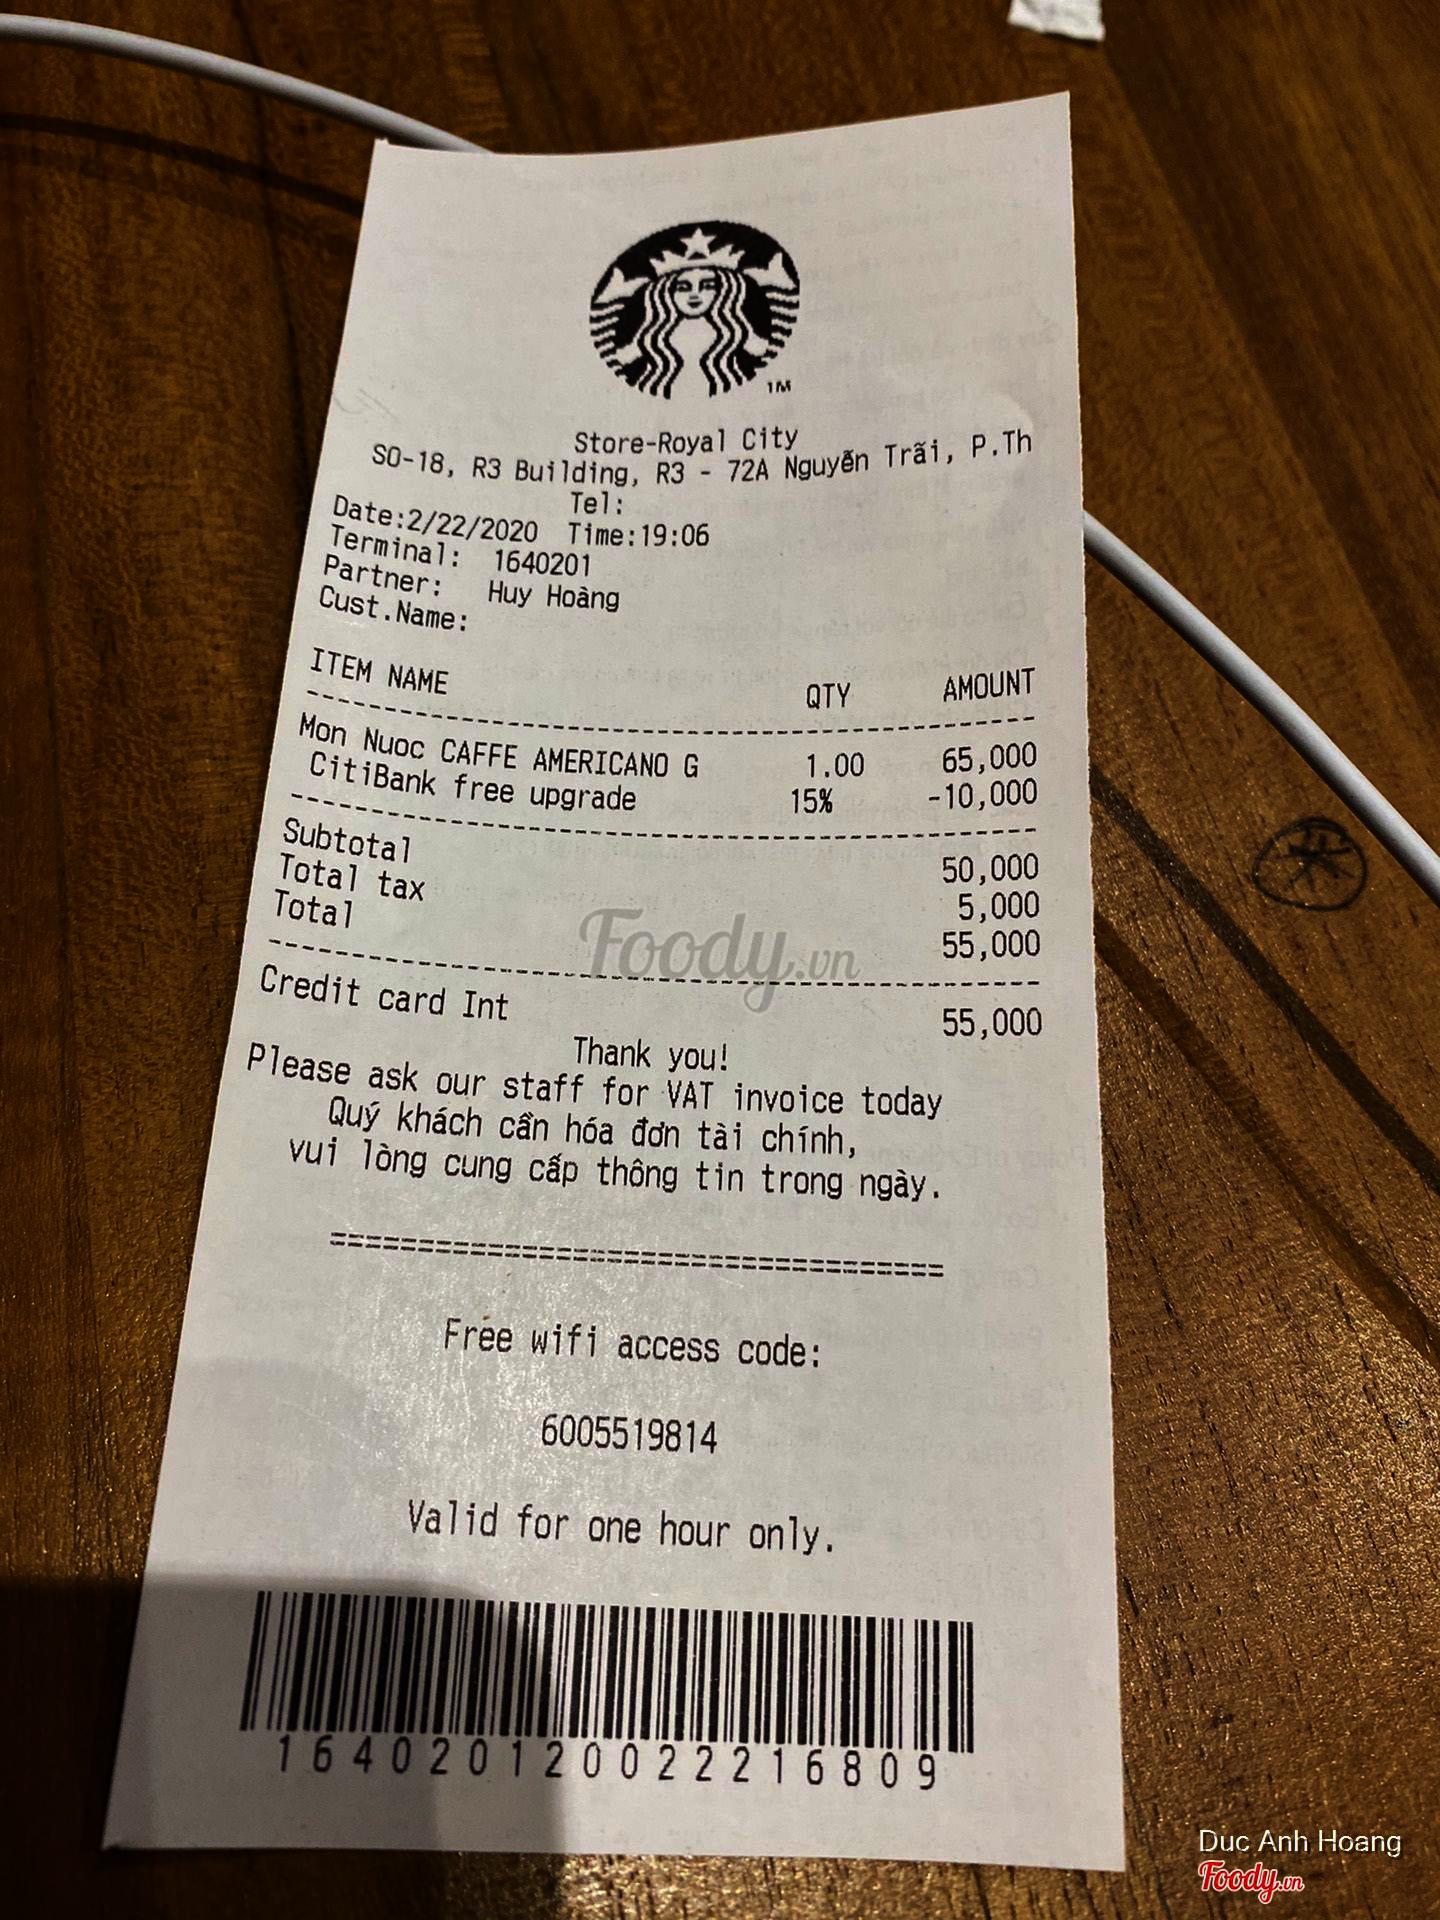 TM
Store-Royal City
SO-18, R3 Building, R3 - 72A Nguyễn Trãi, P.Th
Tel:
Date:2/22/2020 Time:19:06
Terminal: 1640201
Partner: Huy Hoàng
Cust.Name:
ITEM NAME QTY AMOUNT
Mon Nuoc CAFFE AMERICANO G 1.00 65,000
CitiBank free upgrade 15% -10,000
Subtotal 50,000
Total tax 5,000
Total 55,000
Foody.vn
Credit card Int 55,000
Thank you!
Please ask our staff for VAT invoice today
Quý khách cần hóa đơn tài chính,
vui lòng cung cấp thông tin trong ngày.
===================================
Free wifi access code:
6005519814
Valid for one hour only.
164020120022216809
Duc Anh Hoang
Foody.vn